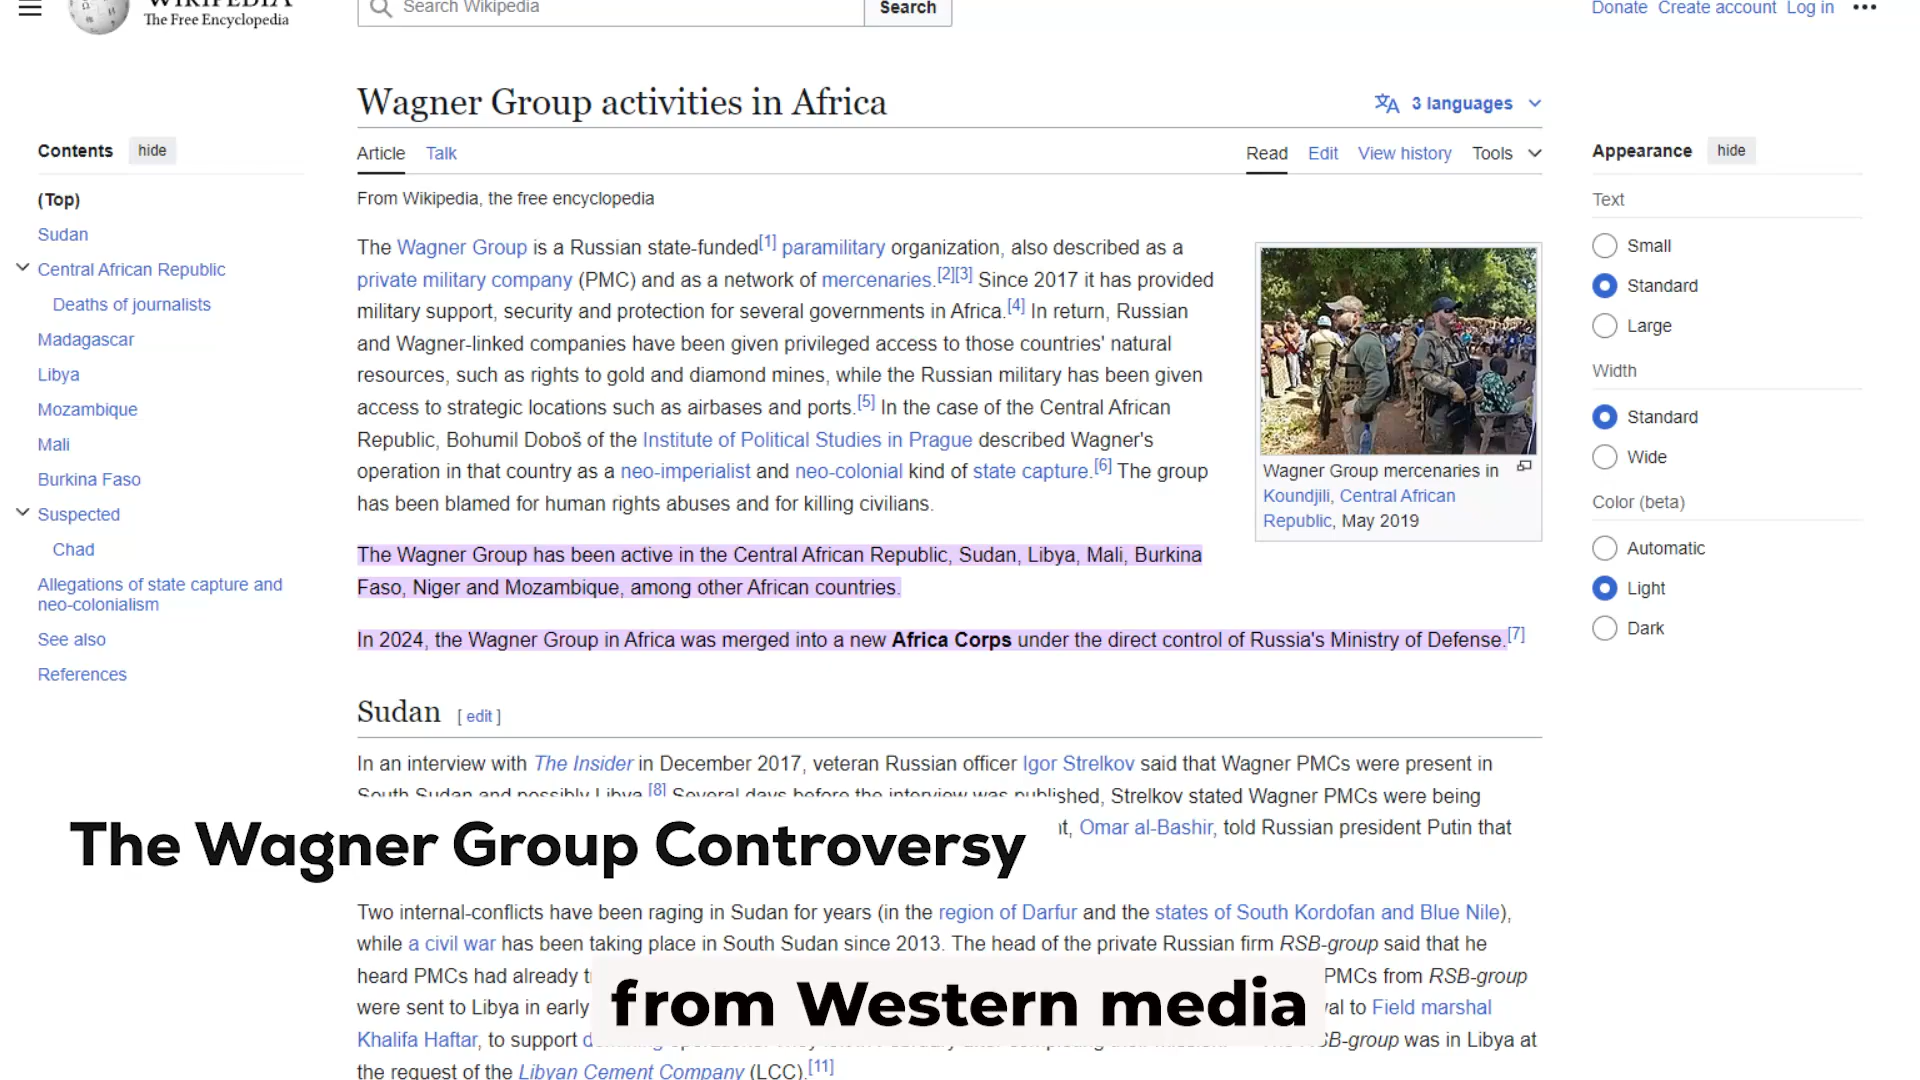 WIKIPEDIA
The Free Encyclopedia
Search Wikipedia
Search
Donate Create account Log in
Wagner Group activities in Africa
3 languages
Contents hide
Article Talk
Read Edit View history Tools
Appearance hide
From Wikipedia, the free encyclopedia
(Top)
Sudan
Central African Republic
Deaths of journalists
Madagascar
Libya
Mozambique
Mali
Burkina Faso
Suspected
Chad
Allegations of state capture and
neo-colonialism
See also
References
The Wagner Group is a Russian state-funded[1] paramilitary organization, also described as a
private military company (PMC) and as a network of mercenaries.[2][3] Since 2017 it has provided
military support, security and protection for several governments in Africa.[4] In return, Russian
and Wagner-linked companies have been given privileged access to those countries' natural
resources, such as rights to gold and diamond mines, while the Russian military has been given
access to strategic locations such as airbases and ports.[5] In the case of the Central African
Republic, Bohumil Doboš of the Institute of Political Studies in Prague described Wagner's
operation in that country as a neo-imperialist and neo-colonial kind of state capture.[6] The group
has been blamed for human rights abuses and for killing civilians.
Wagner Group mercenaries in
Koundjili, Central African
Republic, May 2019
The Wagner Group has been active in the Central African Republic, Sudan, Libya, Mali, Burkina
Faso, Niger and Mozambique, among other African countries.
In 2024, the Wagner Group in Africa was merged into a new Africa Corps under the direct control of Russia's Ministry of Defense.[7]
Text
Small
Standard
Large
Width
Standard
Wide
Color (beta)
Automatic
Light
Dark
Sudan [ edit ]
In an interview with The Insider in December 2017, veteran Russian officer Igor Strelkov said that Wagner PMCs were present in
South Sudan and possibly Libya.[8] Several days before the interview was published, Strelkov stated Wagner PMCs were being
Omar al-Bashir, told Russian president Putin that
The Wagner Group Controversy
Two internal-conflicts have been raging in Sudan for years (in the region of Darfur and the states of South Kordofan and Blue Nile),
while a civil war has been taking place in South Sudan since 2013. The head of the private Russian firm RSB-group said that he
heard PMCs had already PMCs from RSB-group
were sent to Libya in early to Field marshal
Khalifa Haftar, to support RSB-group was in Libya at
the request of the Libyan Cement Company (LCC).[11]
from Western media